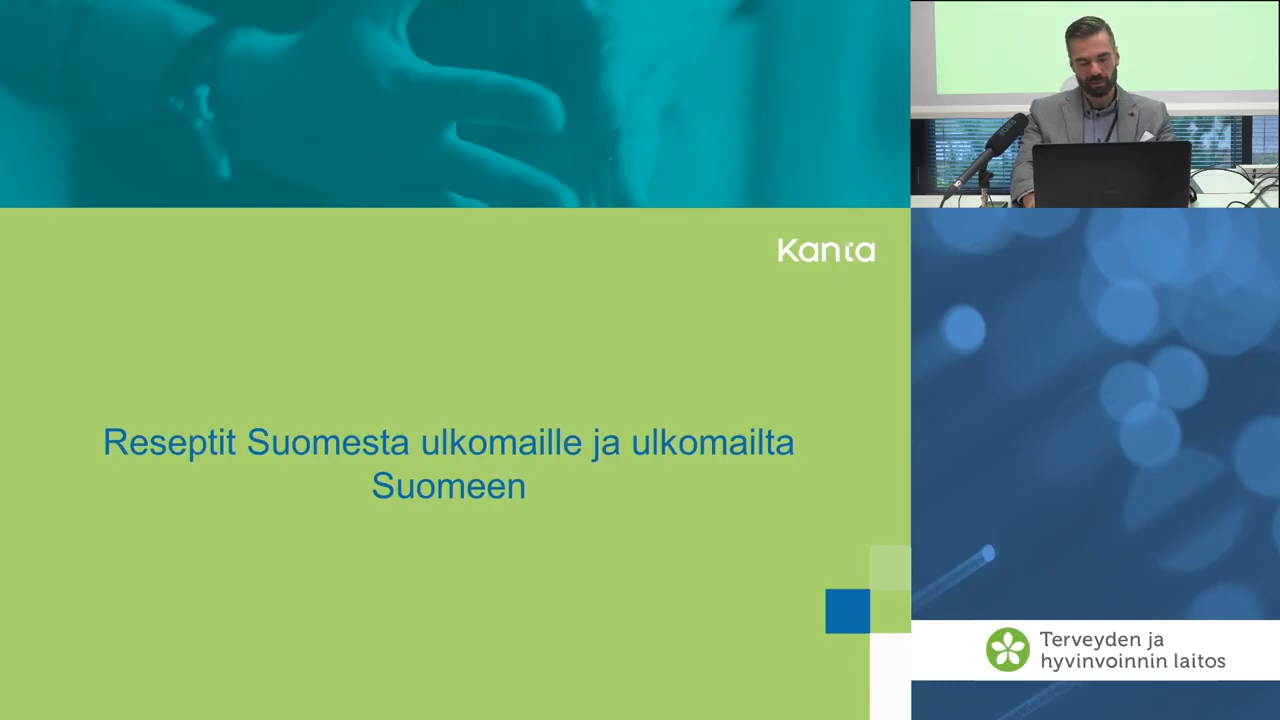 Kanta
Reseptit Suomesta ulkomaille ja ulkomailta
Suomeen
Terveyden ja
hyvinvoinnin laitos